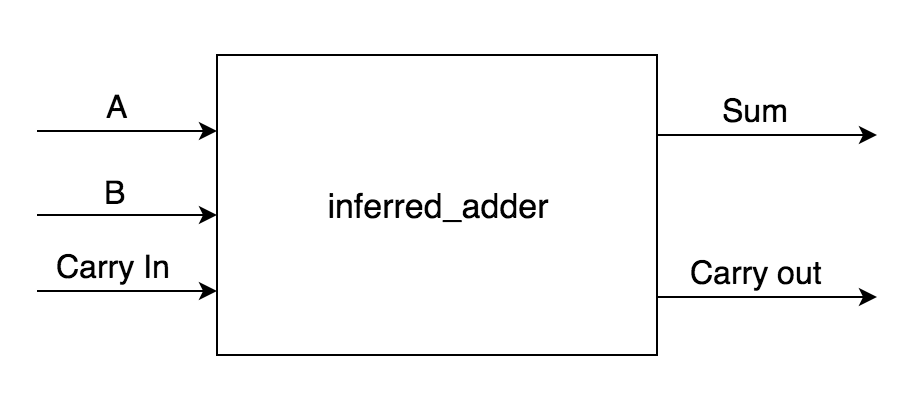 A
Sum
B
inferred_adder
Carry In
Carry out